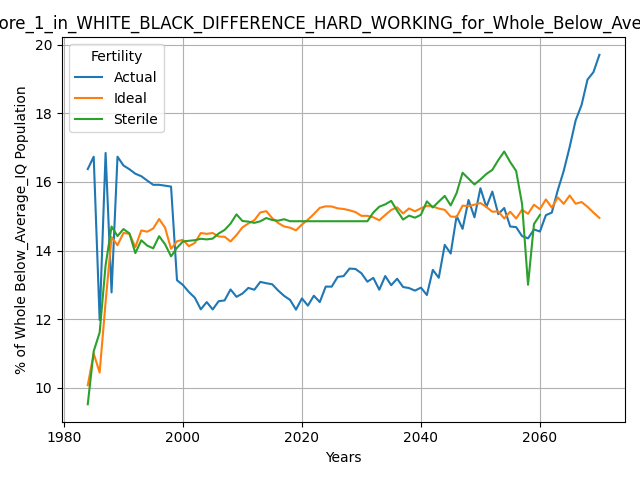 ore_1_in_WHITE_BLACK_DIFFERENCE_HARD_WORKING_for_Whole_Below_Ave
Fertility
Actual
Ideal
Sterile
% of Whole Below_Average_IQ Population
20
18
16
14
12
10
1980
2000
2020
2040
2060
Years